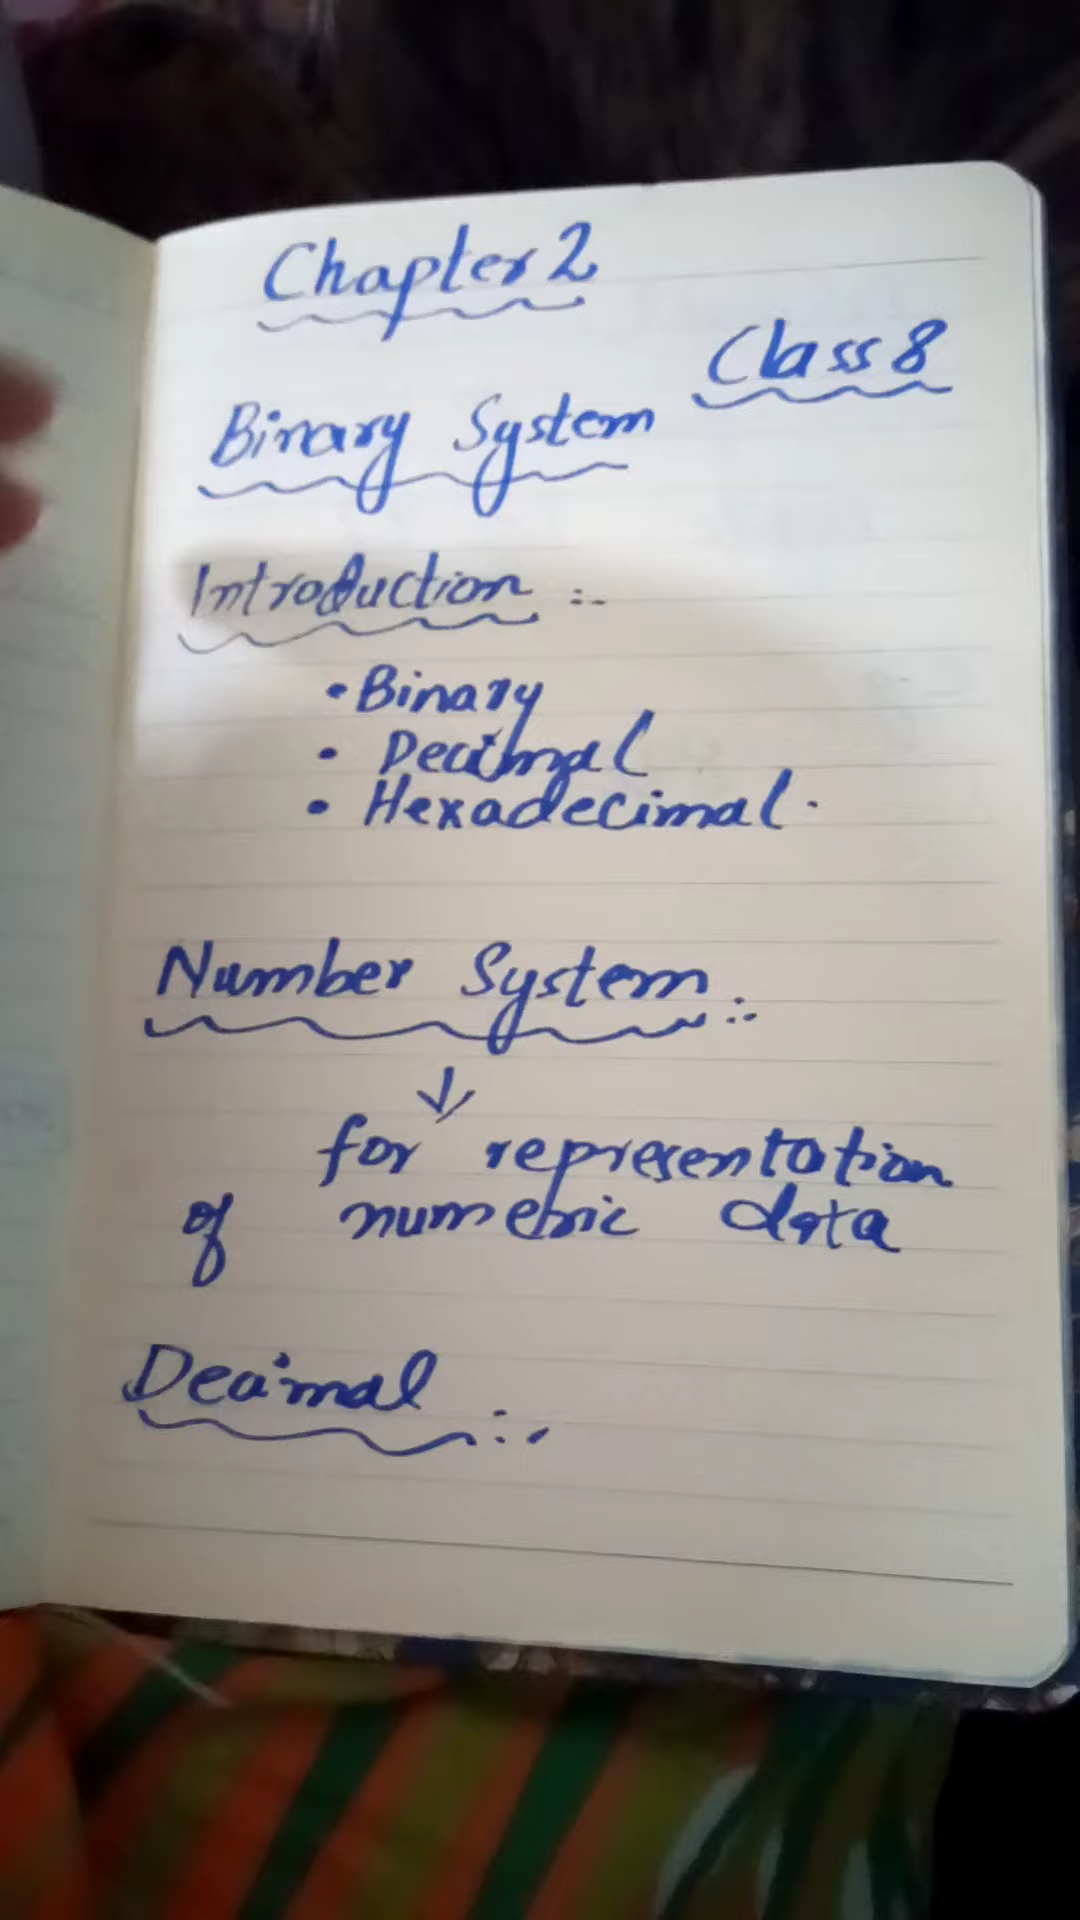 Chapter 2
Class 8
Binary System
Introduction :-
• Binary
• Decimal
• Hexadecimal.
Number System :-
↓
for representation
of numeric data
Decimal :-